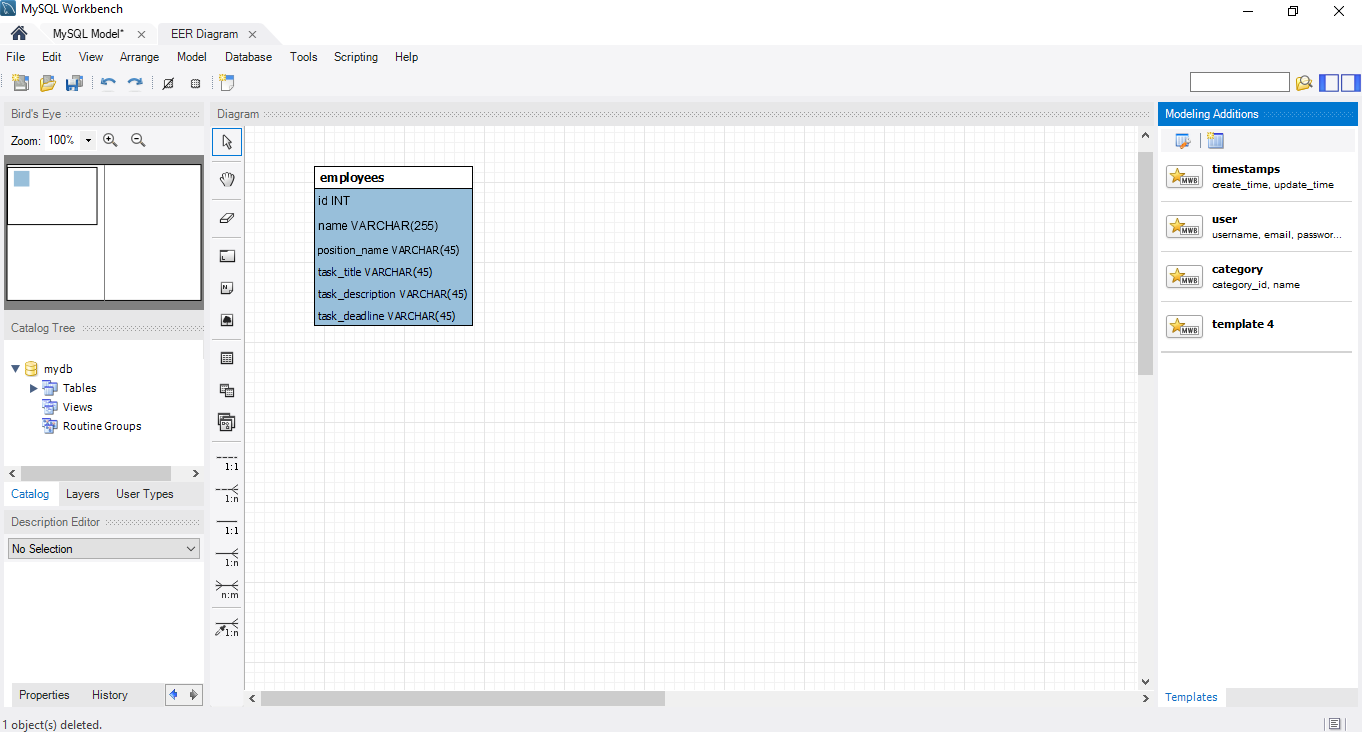 MySQL Workbench
MySQL Model*
EER Diagram
File Edit View Arrange Model Database Tools Scripting Help
Bird's Eye
Zoom: 100%
Catalog Tree
mydb
Tables
Views
Routine Groups
Catalog Layers User Types
Description Editor
No Selection
Properties History
1 object(s) deleted.
Diagram
1:1
1:n
1:1
1:n
n:m
1:n
employees
id INT
name VARCHAR(255)
position_name VARCHAR(45)
task_title VARCHAR(45)
task_description VARCHAR(45)
task_deadline VARCHAR(45)
Modeling Additions
MWB
timestamps
create_time, update_time
MWB
user
username, email, passwor...
MWB
category
category_id, name
MWB
template 4
Templates